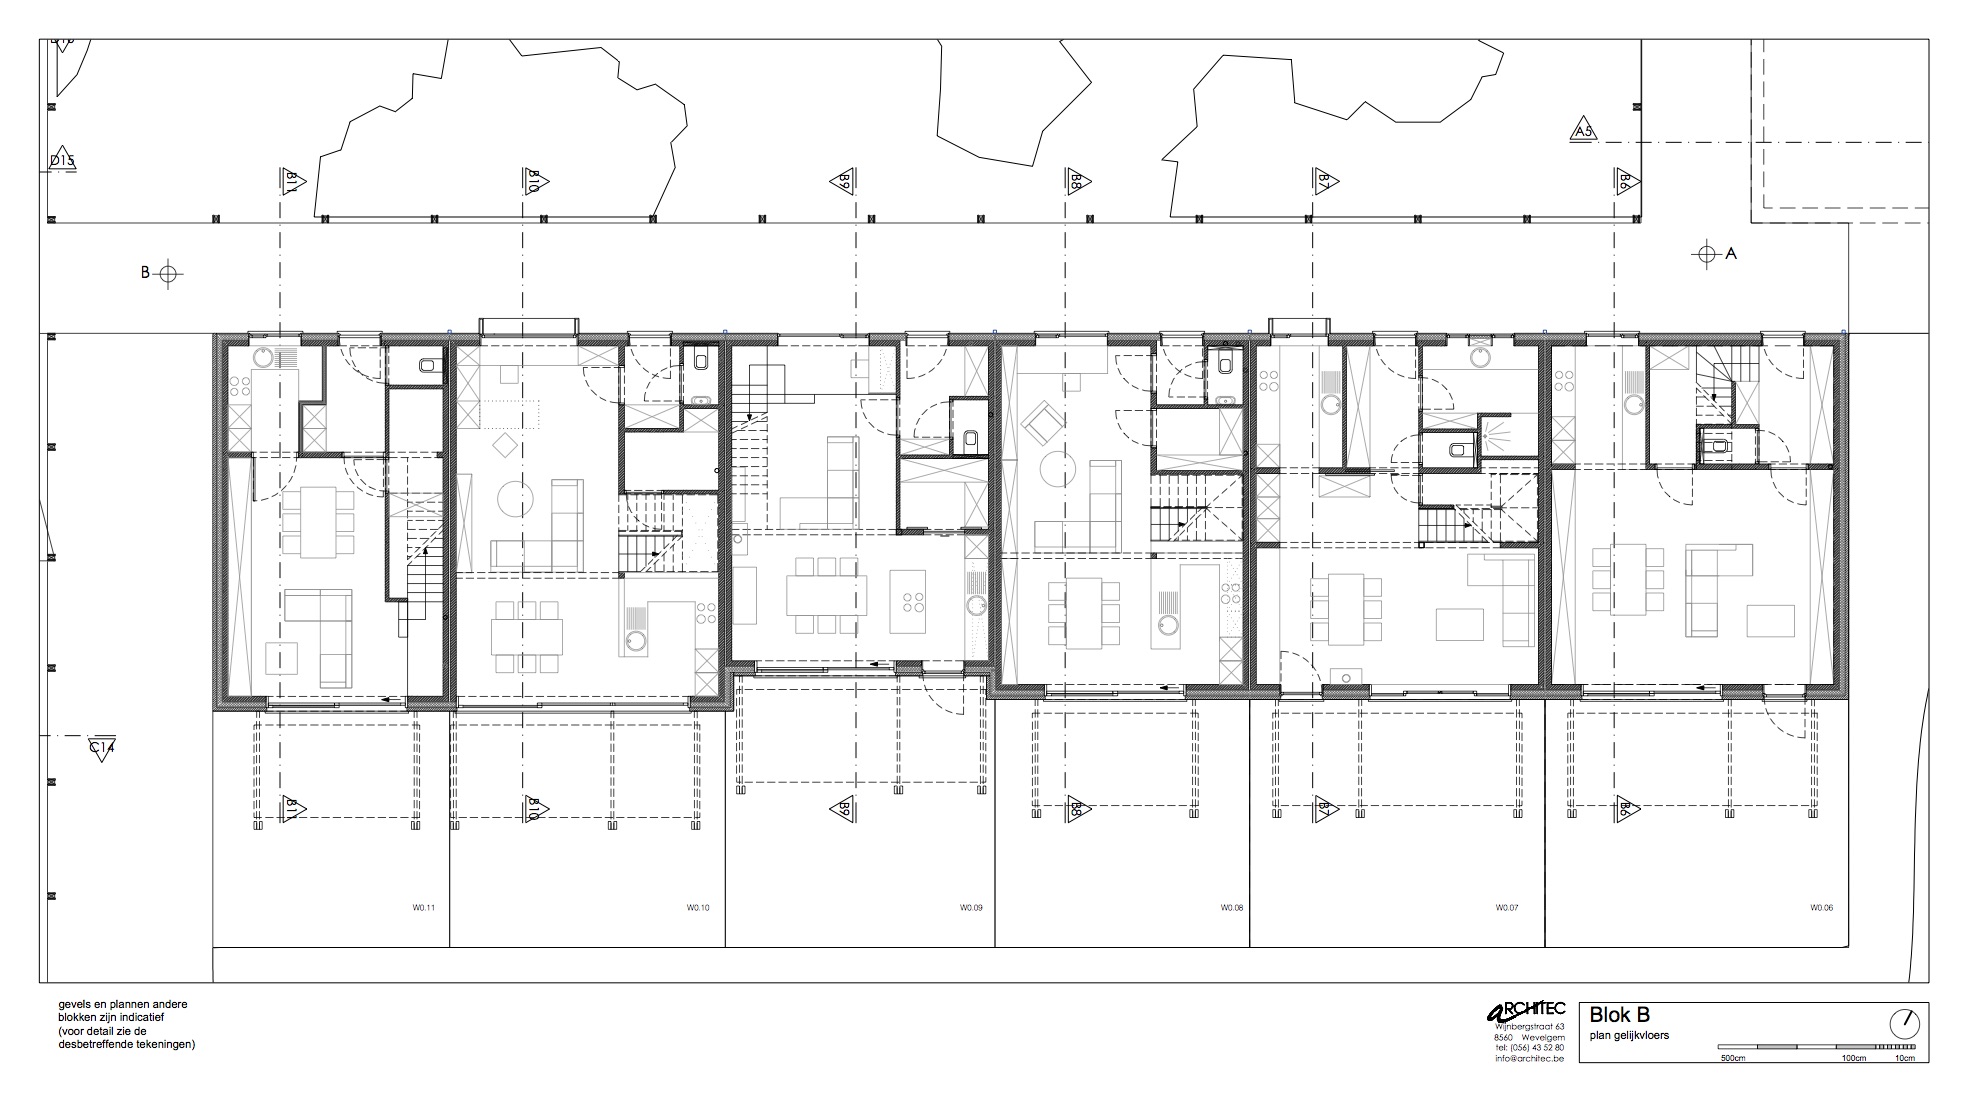 D15
B11
B10
B9
B8
B7
B6
A5
B
A
C14
B11
B10
B9
B8
B7
B6
W0.11
W0.10
W0.09
W0.08
W0.07
W0.06
gevels en plannen andere
blokken zijn indicatief
(voor detail zie de
desbetreffende tekeningen)
ARCHITEC
Wijnbergstraat 63
8560 Wevelgem
tel: (056) 43 52 80
info@architec.be
Blok B
plan gelijkvloers
500cm 100cm 10cm